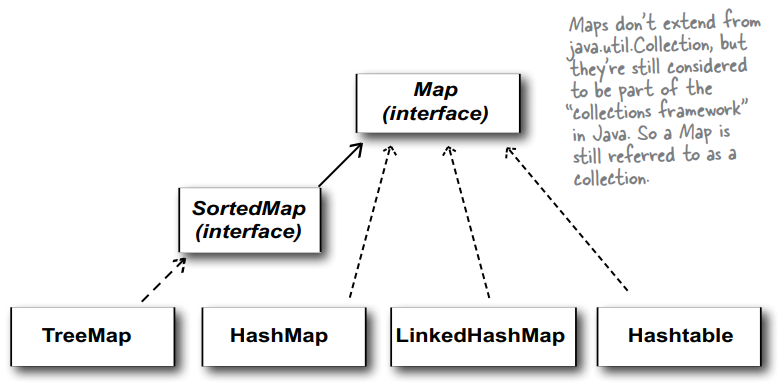 Maps don't extend from
java.util.Collection, but
they're still considered
to be part of the
"collections framework"
in Java. So a Map is
still referred to as a
collection.
Map
(interface)
SortedMap
(interface)
TreeMap
HashMap
LinkedHashMap
Hashtable